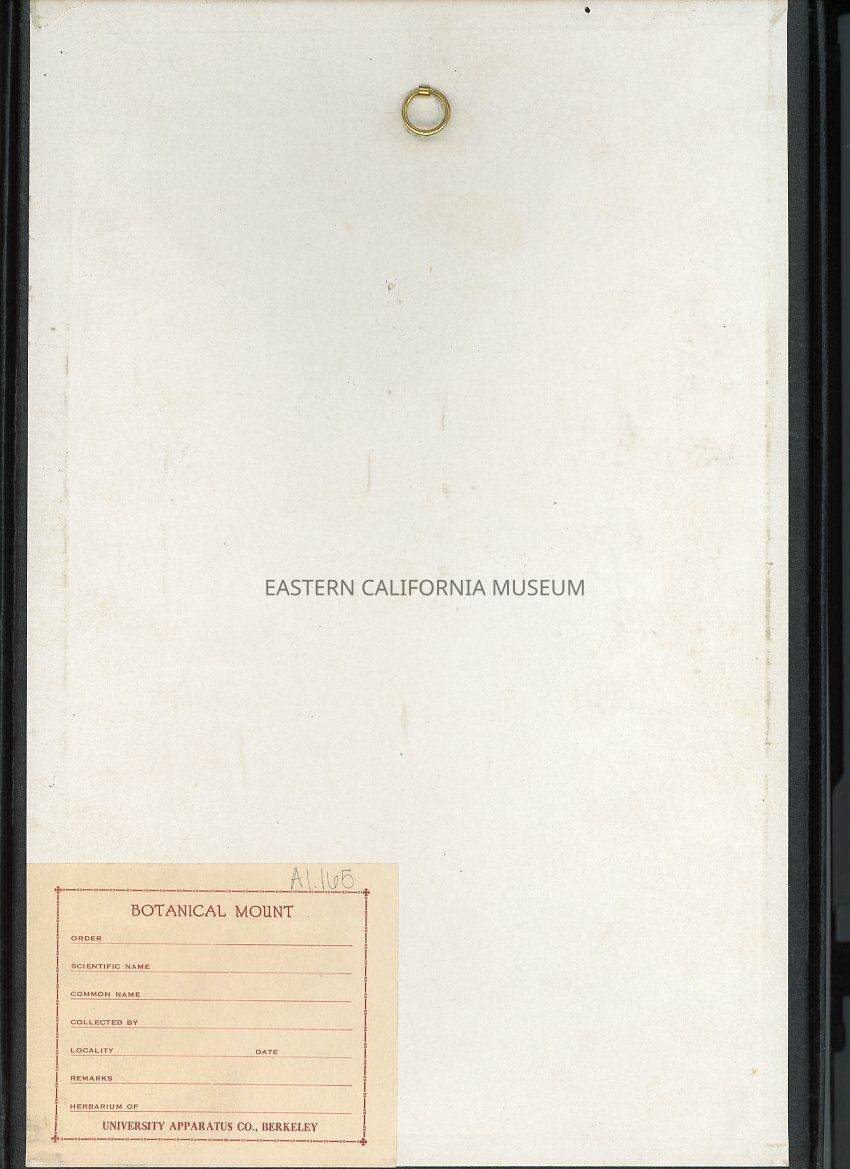 EASTERN CALIFORNIA MUSEUM
A1.165
BOTANICAL MOUNT
ORDER
SCIENTIFIC NAME
COMMON NAME
COLLECTED BY
LOCALITY DATE
REMARKS
HERBARIUM OF
UNIVERSITY APPARATUS CO., BERKELEY